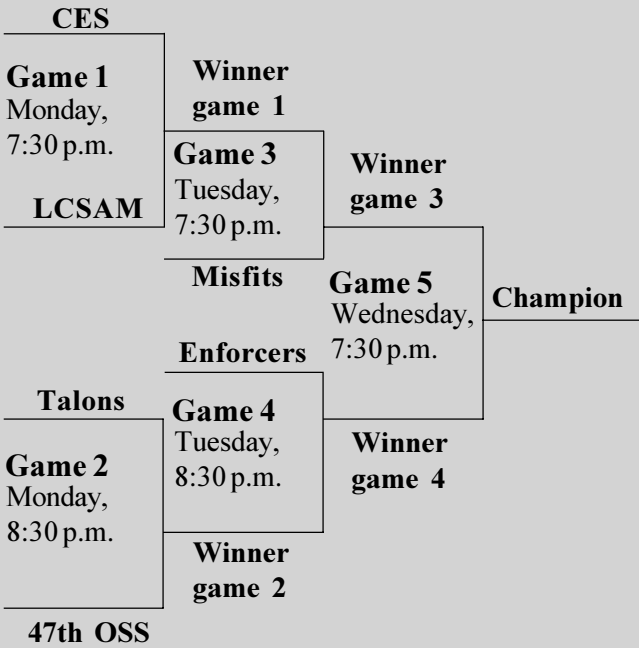 CES
Game 1
Monday,
7:30 p.m.
LCSAM
Winner
game 1
Game 3
Tuesday,
7:30 p.m.
Misfits
Winner
game 3
Game 5
Wednesday,
7:30 p.m.
Champion
Enforcers
Talons
Game 4
Tuesday,
8:30 p.m.
Winner
game 4
Game 2
Monday,
8:30 p.m.
Winner
game 2
47th OSS